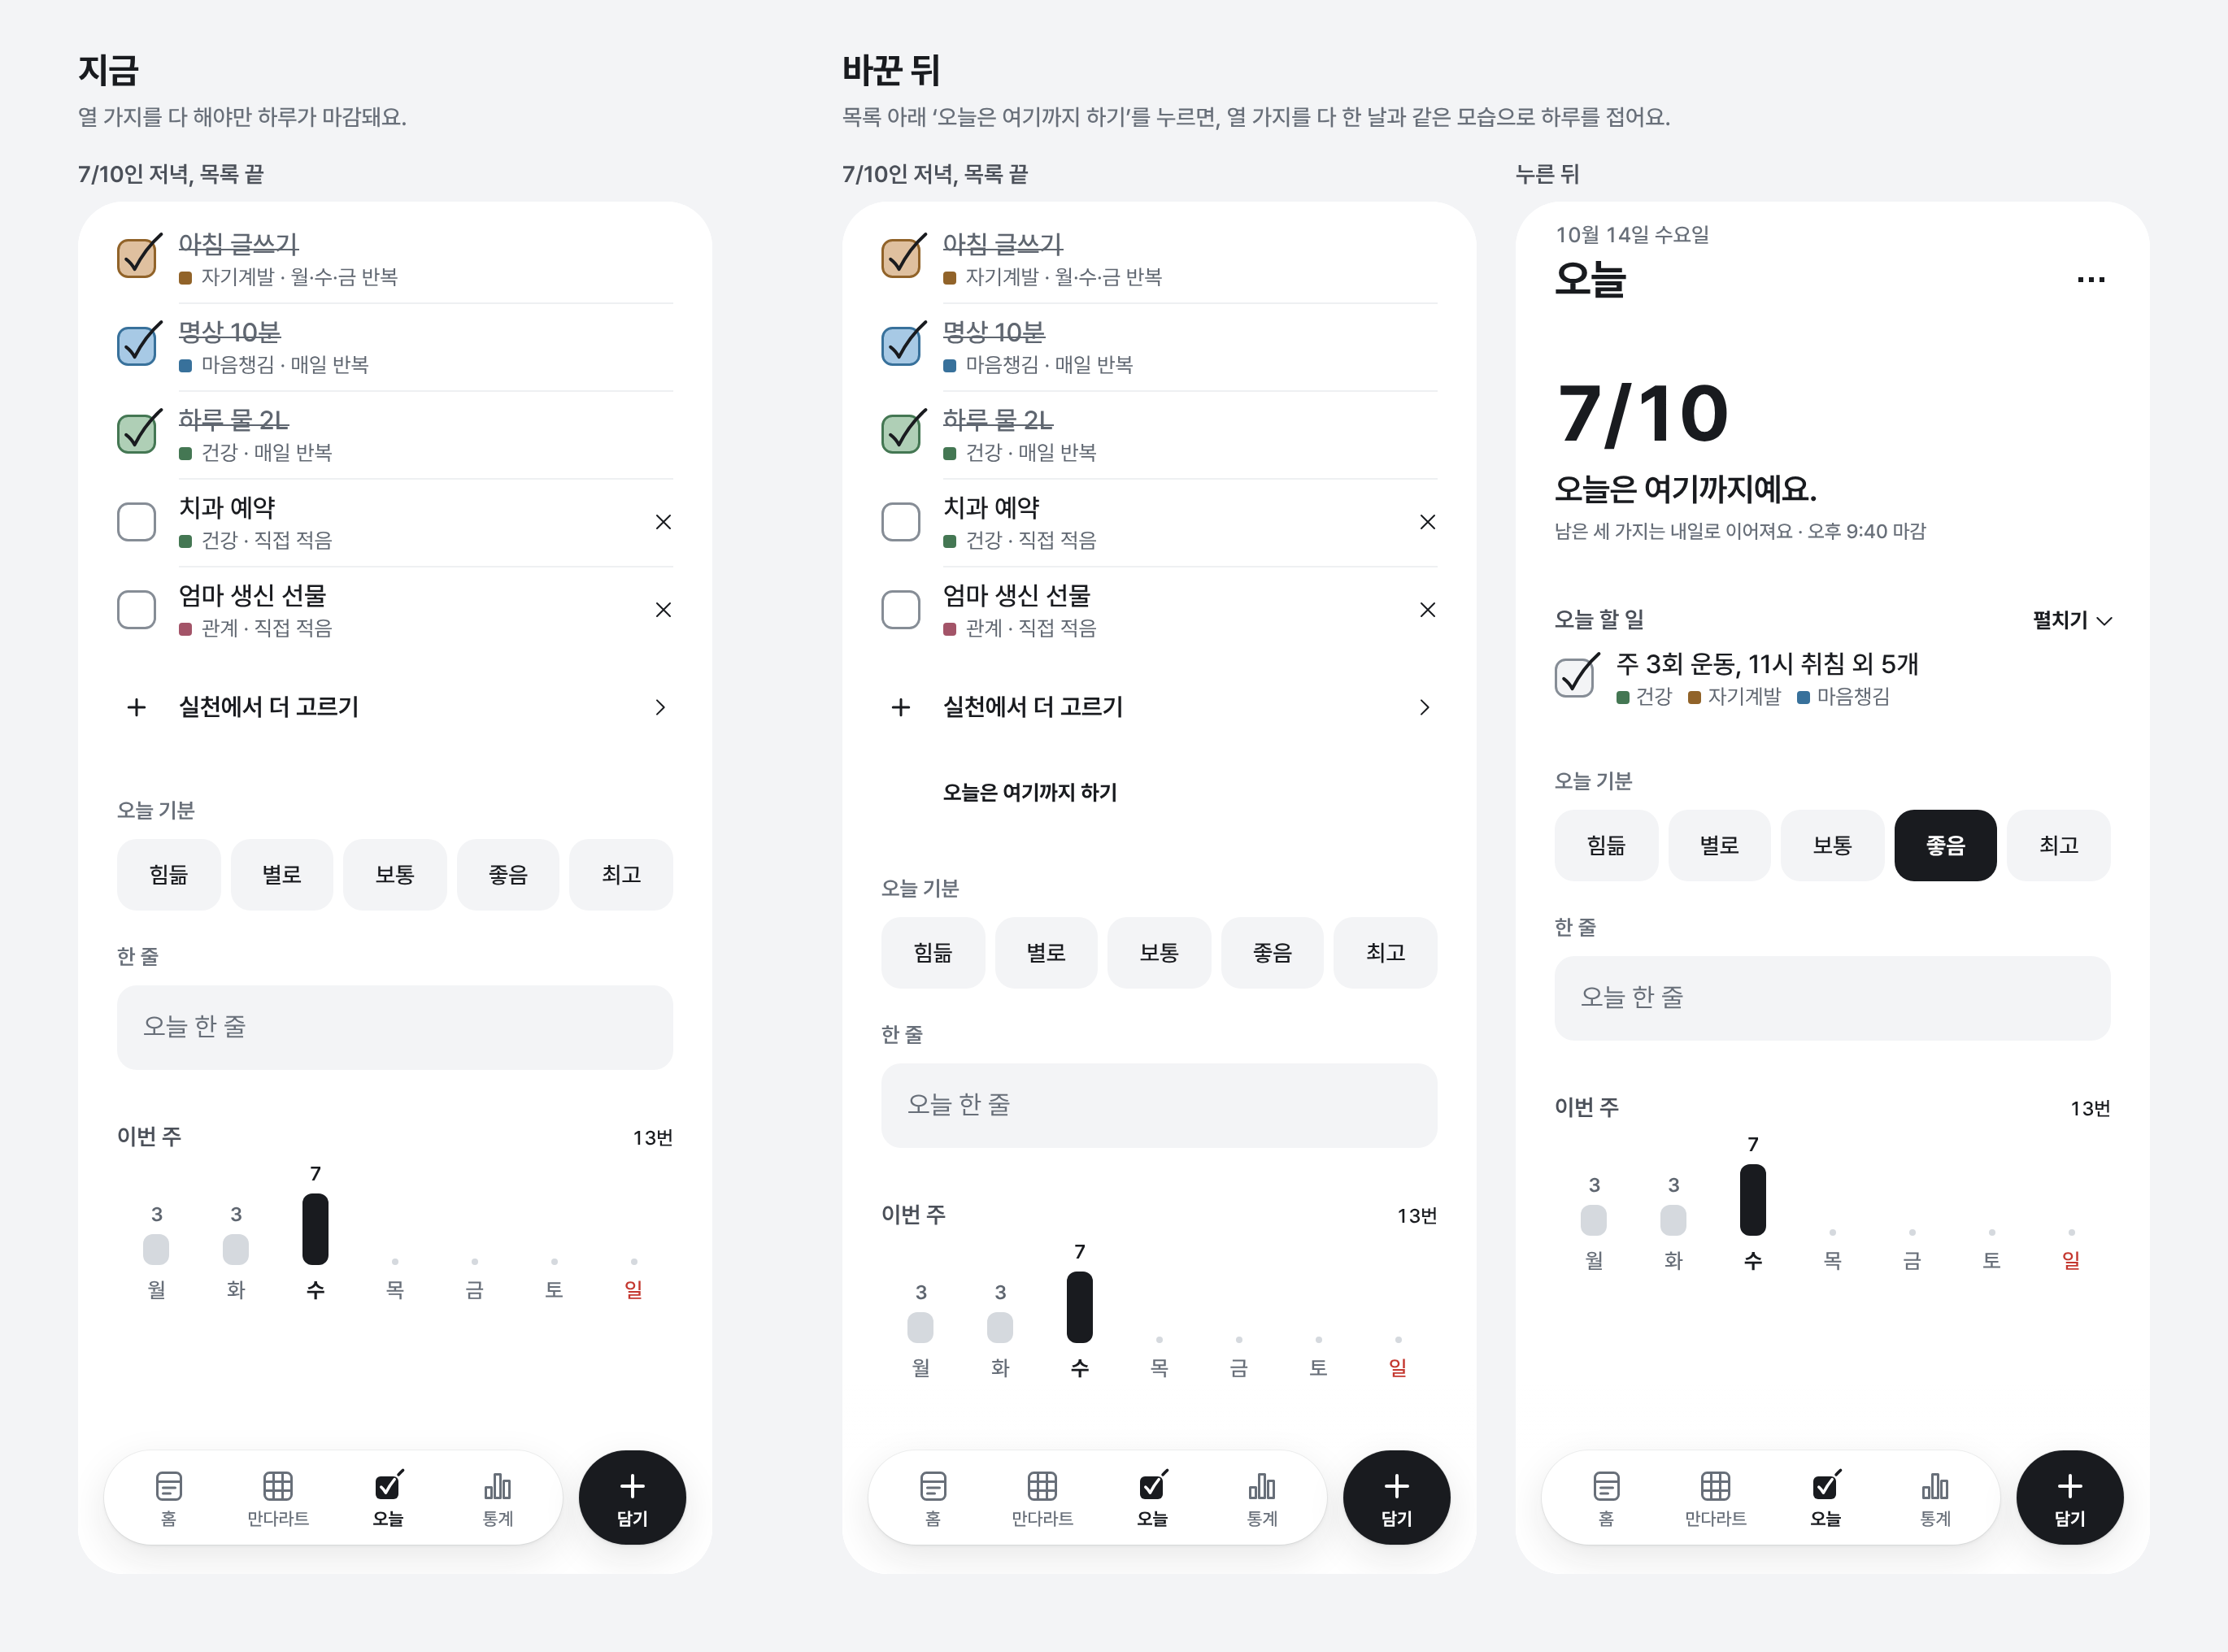 지금
열 가지를 다 해야만 하루가 마감돼요.
7/10인 저녁, 목록 끝
아침 글쓰기
자기계발 · 월·수·금 반복
명상 10분
마음챙김 · 매일 반복
하루 물 2L
건강 · 매일 반복
치과 예약
건강 · 직접 적음
엄마 생신 선물
관계 · 직접 적음
실천에서 더 고르기
오늘 기분
힘듦 별로 보통 좋음 최고
한 줄
오늘 한 줄
이번 주 13번
7
3 3
월 화 수 목 금 토 일
홈 만다라트 오늘 통계 담기
바꾼 뒤
목록 아래 ‘오늘은 여기까지 하기’를 누르면, 열 가지를 다 한 날과 같은 모습으로 하루를 접어요.
7/10인 저녁, 목록 끝
아침 글쓰기
자기계발 · 월·수·금 반복
명상 10분
마음챙김 · 매일 반복
하루 물 2L
건강 · 매일 반복
치과 예약
건강 · 직접 적음
엄마 생신 선물
관계 · 직접 적음
실천에서 더 고르기
오늘은 여기까지 하기
오늘 기분
힘듦 별로 보통 좋음 최고
한 줄
오늘 한 줄
이번 주 13번
7
3 3
월 화 수 목 금 토 일
홈 만다라트 오늘 통계 담기
누른 뒤
10월 14일 수요일
오늘
7/10
오늘은 여기까지예요.
남은 세 가지는 내일로 이어져요 · 오후 9:40 마감
오늘 할 일 펼치기
주 3회 운동, 11시 취침 외 5개
건강 자기계발 마음챙김
오늘 기분
힘듦 별로 보통 좋음 최고
한 줄
오늘 한 줄
이번 주 13번
7
3 3
월 화 수 목 금 토 일
홈 만다라트 오늘 통계 담기